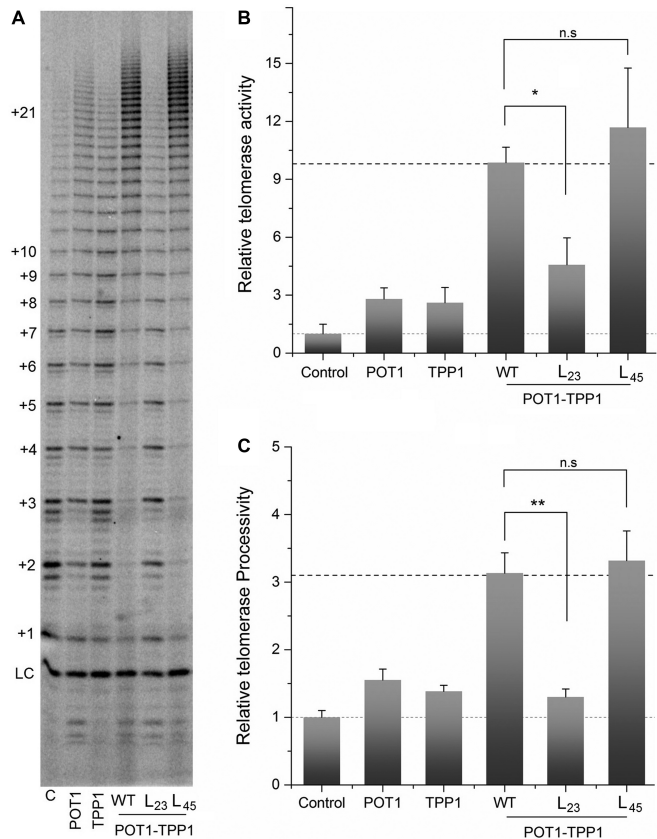 A
+21
+10
+9
+8
+7
+6
+5
+4
+3
+2
+1
LC
C POT1 TPP1 WT L23 L45
POT1-TPP1
B
Relative telomerase activity
15
12
9
6
3
0
n.s
*
Control POT1 TPP1 WT L23 L45
POT1-TPP1
C
Relative telomerase Processivity
5
4
3
2
1
0
n.s
**
Control POT1 TPP1 WT L23 L45
POT1-TPP1